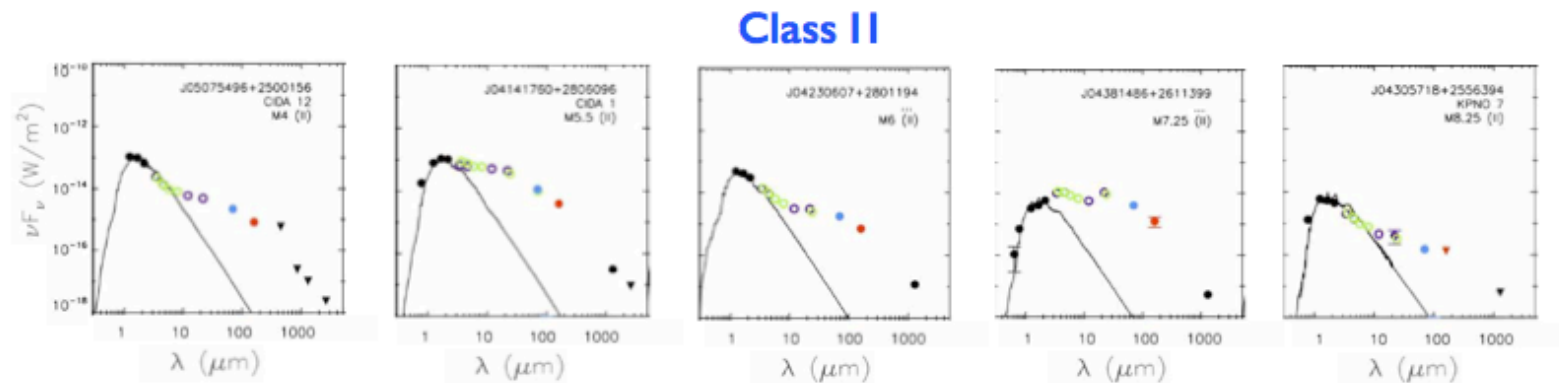 Class II
10⁻¹⁰
10⁻¹²
10⁻¹⁴
10⁻¹⁶
10⁻¹⁸
νFν (W/m²)
J05075496+2500156
CIDA 12
M4 (II)
1 10 100 1000
λ (μm)
J04141760+2806096
CIDA 1
M5.5 (II)
1 10 100 1000
λ (μm)
J04230607+2801194
...
M6 (II)
1 10 100 1000
λ (μm)
J04381486+2611399
...
M7.25 (II)
1 10 100 1000
λ (μm)
J04305718+2556394
KPNO 7
M8.25 (II)
1 10 100 1000
λ (μm)